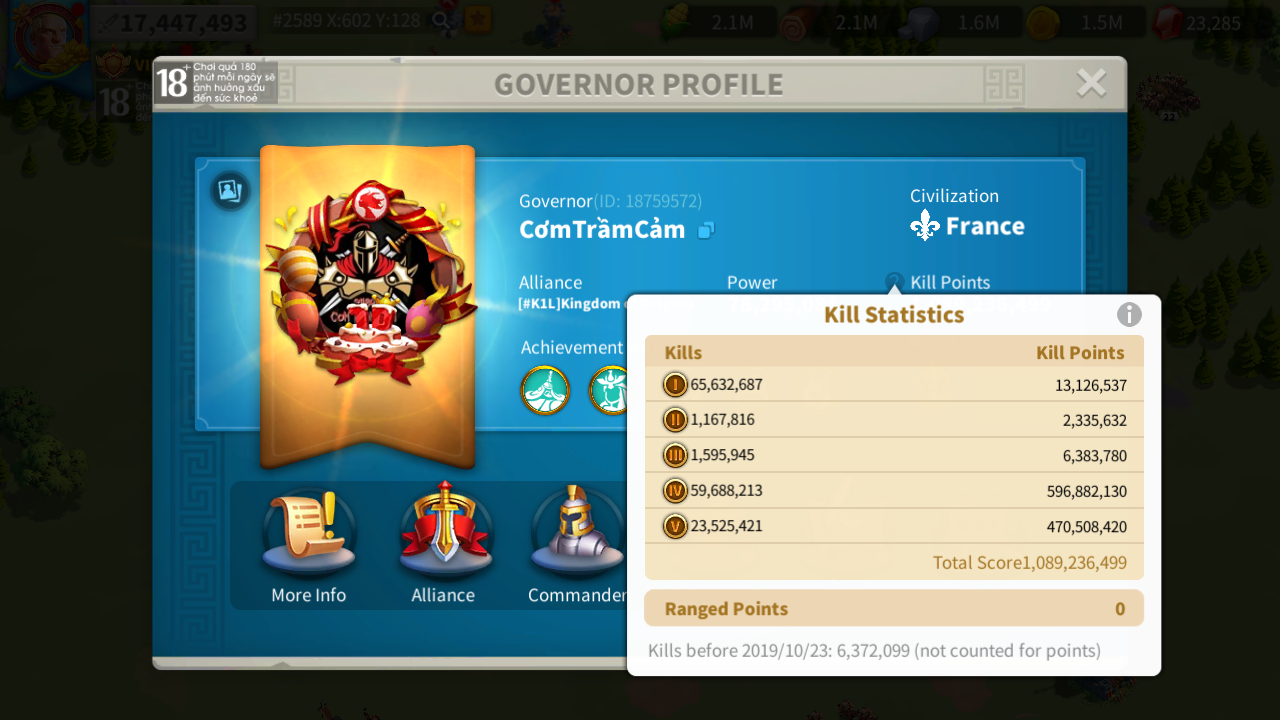 17,447,493
#2589 X:602 Y:128
2.1M
2.1M
1.6M
1.5M
23,285
18+
Chơi quá 180
phút mỗi ngày sẽ
ảnh hưởng xấu
đến sức khoẻ
GOVERNOR PROFILE
18
22
Governor(ID: 18759572)
CơmTrầmCảm
Civilization
France
Alliance
[#K1L]Kingdom
Power
? Kill Points
Achievement
Kill Statistics
i
Kills Kill Points
I 65,632,687 13,126,537
II 1,167,816 2,335,632
III 1,595,945 6,383,780
IV 59,688,213 596,882,130
V 23,525,421 470,508,420
Total Score1,089,236,499
Ranged Points 0
Kills before 2019/10/23: 6,372,099 (not counted for points)
More Info
Alliance
Commander